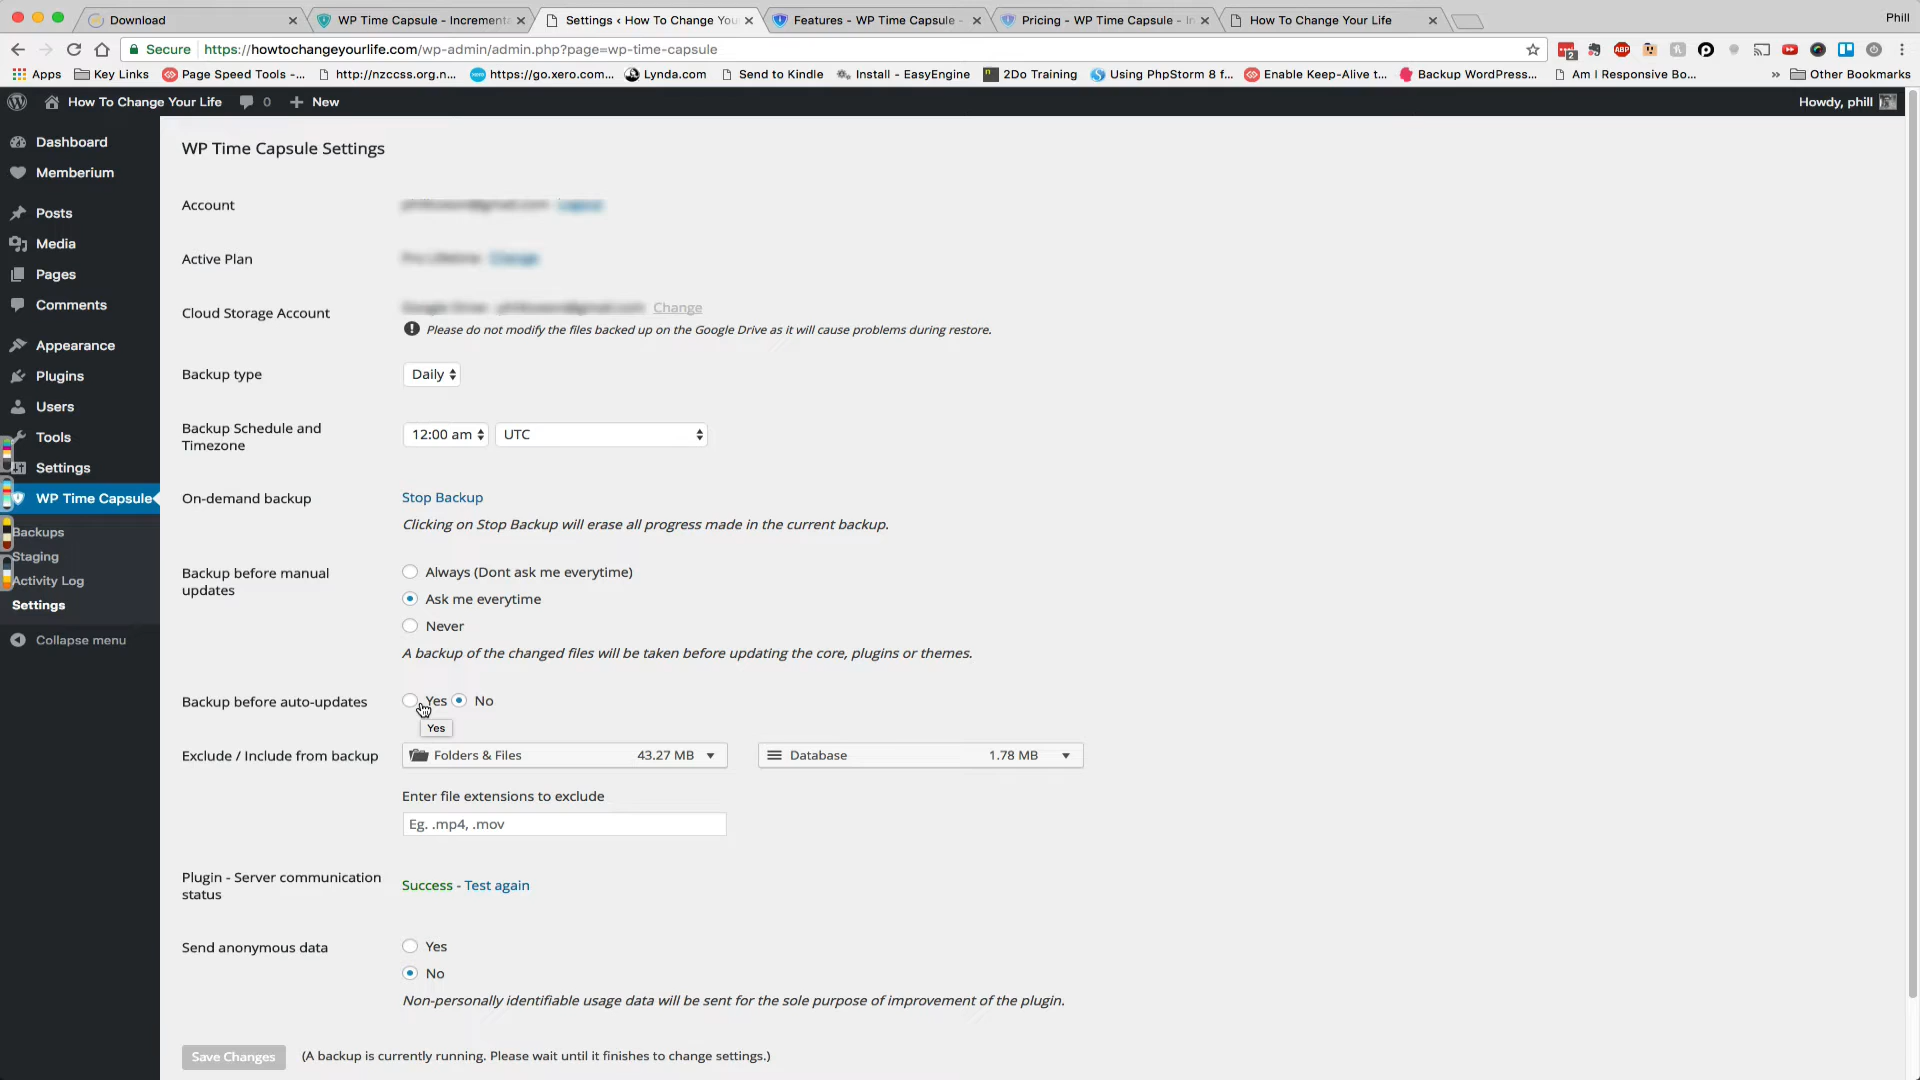 Download
WP Time Capsule - Incrementa
Settings ‹ How To Change You
Features - WP Time Capsule -
Pricing - WP Time Capsule - In
How To Change Your Life
Phill
Secure https://howtochangeyourlife.com/wp-admin/admin.php?page=wp-time-capsule
ABP
2
Apps Key Links Page Speed Tools -... http://nzccss.org.n... https://go.xero.com... Lynda.com Send to Kindle Install - EasyEngine 2Do Training Using PhpStorm 8 f... Enable Keep-Alive t... Backup WordPress... Am I Responsive Bo... » Other Bookmarks
How To Change Your Life 0 + New Howdy, phill
Dashboard
Memberium
Posts
Media
Pages
Comments
Appearance
Plugins
Users
Tools
Settings
WP Time Capsule
Backups
Staging
Activity Log
Settings
Collapse menu
WP Time Capsule Settings
Account
Active Plan Change
Cloud Storage Account Change
Please do not modify the files backed up on the Google Drive as it will cause problems during restore.
Backup type Daily
Backup Schedule and
Timezone
12:00 am UTC
On-demand backup Stop Backup
Clicking on Stop Backup will erase all progress made in the current backup.
Backup before manual
updates
Always (Dont ask me everytime)
Ask me everytime
Never
A backup of the changed files will be taken before updating the core, plugins or themes.
Backup before auto-updates Yes No
Yes
Exclude / Include from backup Folders & Files 43.27 MB Database 1.78 MB
Enter file extensions to exclude
Eg. .mp4, .mov
Plugin - Server communication
status
Success - Test again
Send anonymous data Yes
No
Non-personally identifiable usage data will be sent for the sole purpose of improvement of the plugin.
Save Changes (A backup is currently running. Please wait until it finishes to change settings.)